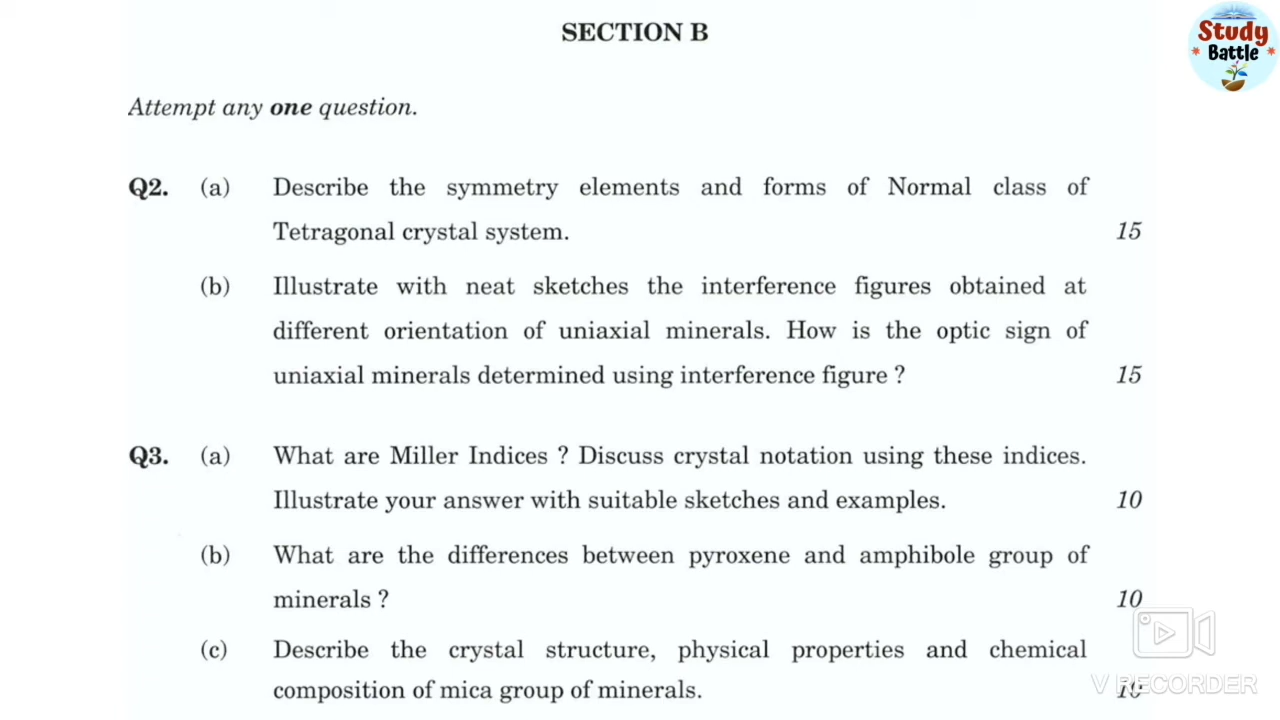 SECTION B
Study
Battle
Attempt any one question.
Q2. (a) Describe the symmetry elements and forms of Normal class of
Tetragonal crystal system. 15
(b) Illustrate with neat sketches the interference figures obtained at
different orientation of uniaxial minerals. How is the optic sign of
uniaxial minerals determined using interference figure ? 15
Q3. (a) What are Miller Indices ? Discuss crystal notation using these indices.
Illustrate your answer with suitable sketches and examples. 10
(b) What are the differences between pyroxene and amphibole group of
minerals ? 10
(c) Describe the crystal structure, physical properties and chemical
composition of mica group of minerals. 10
V RECORDER